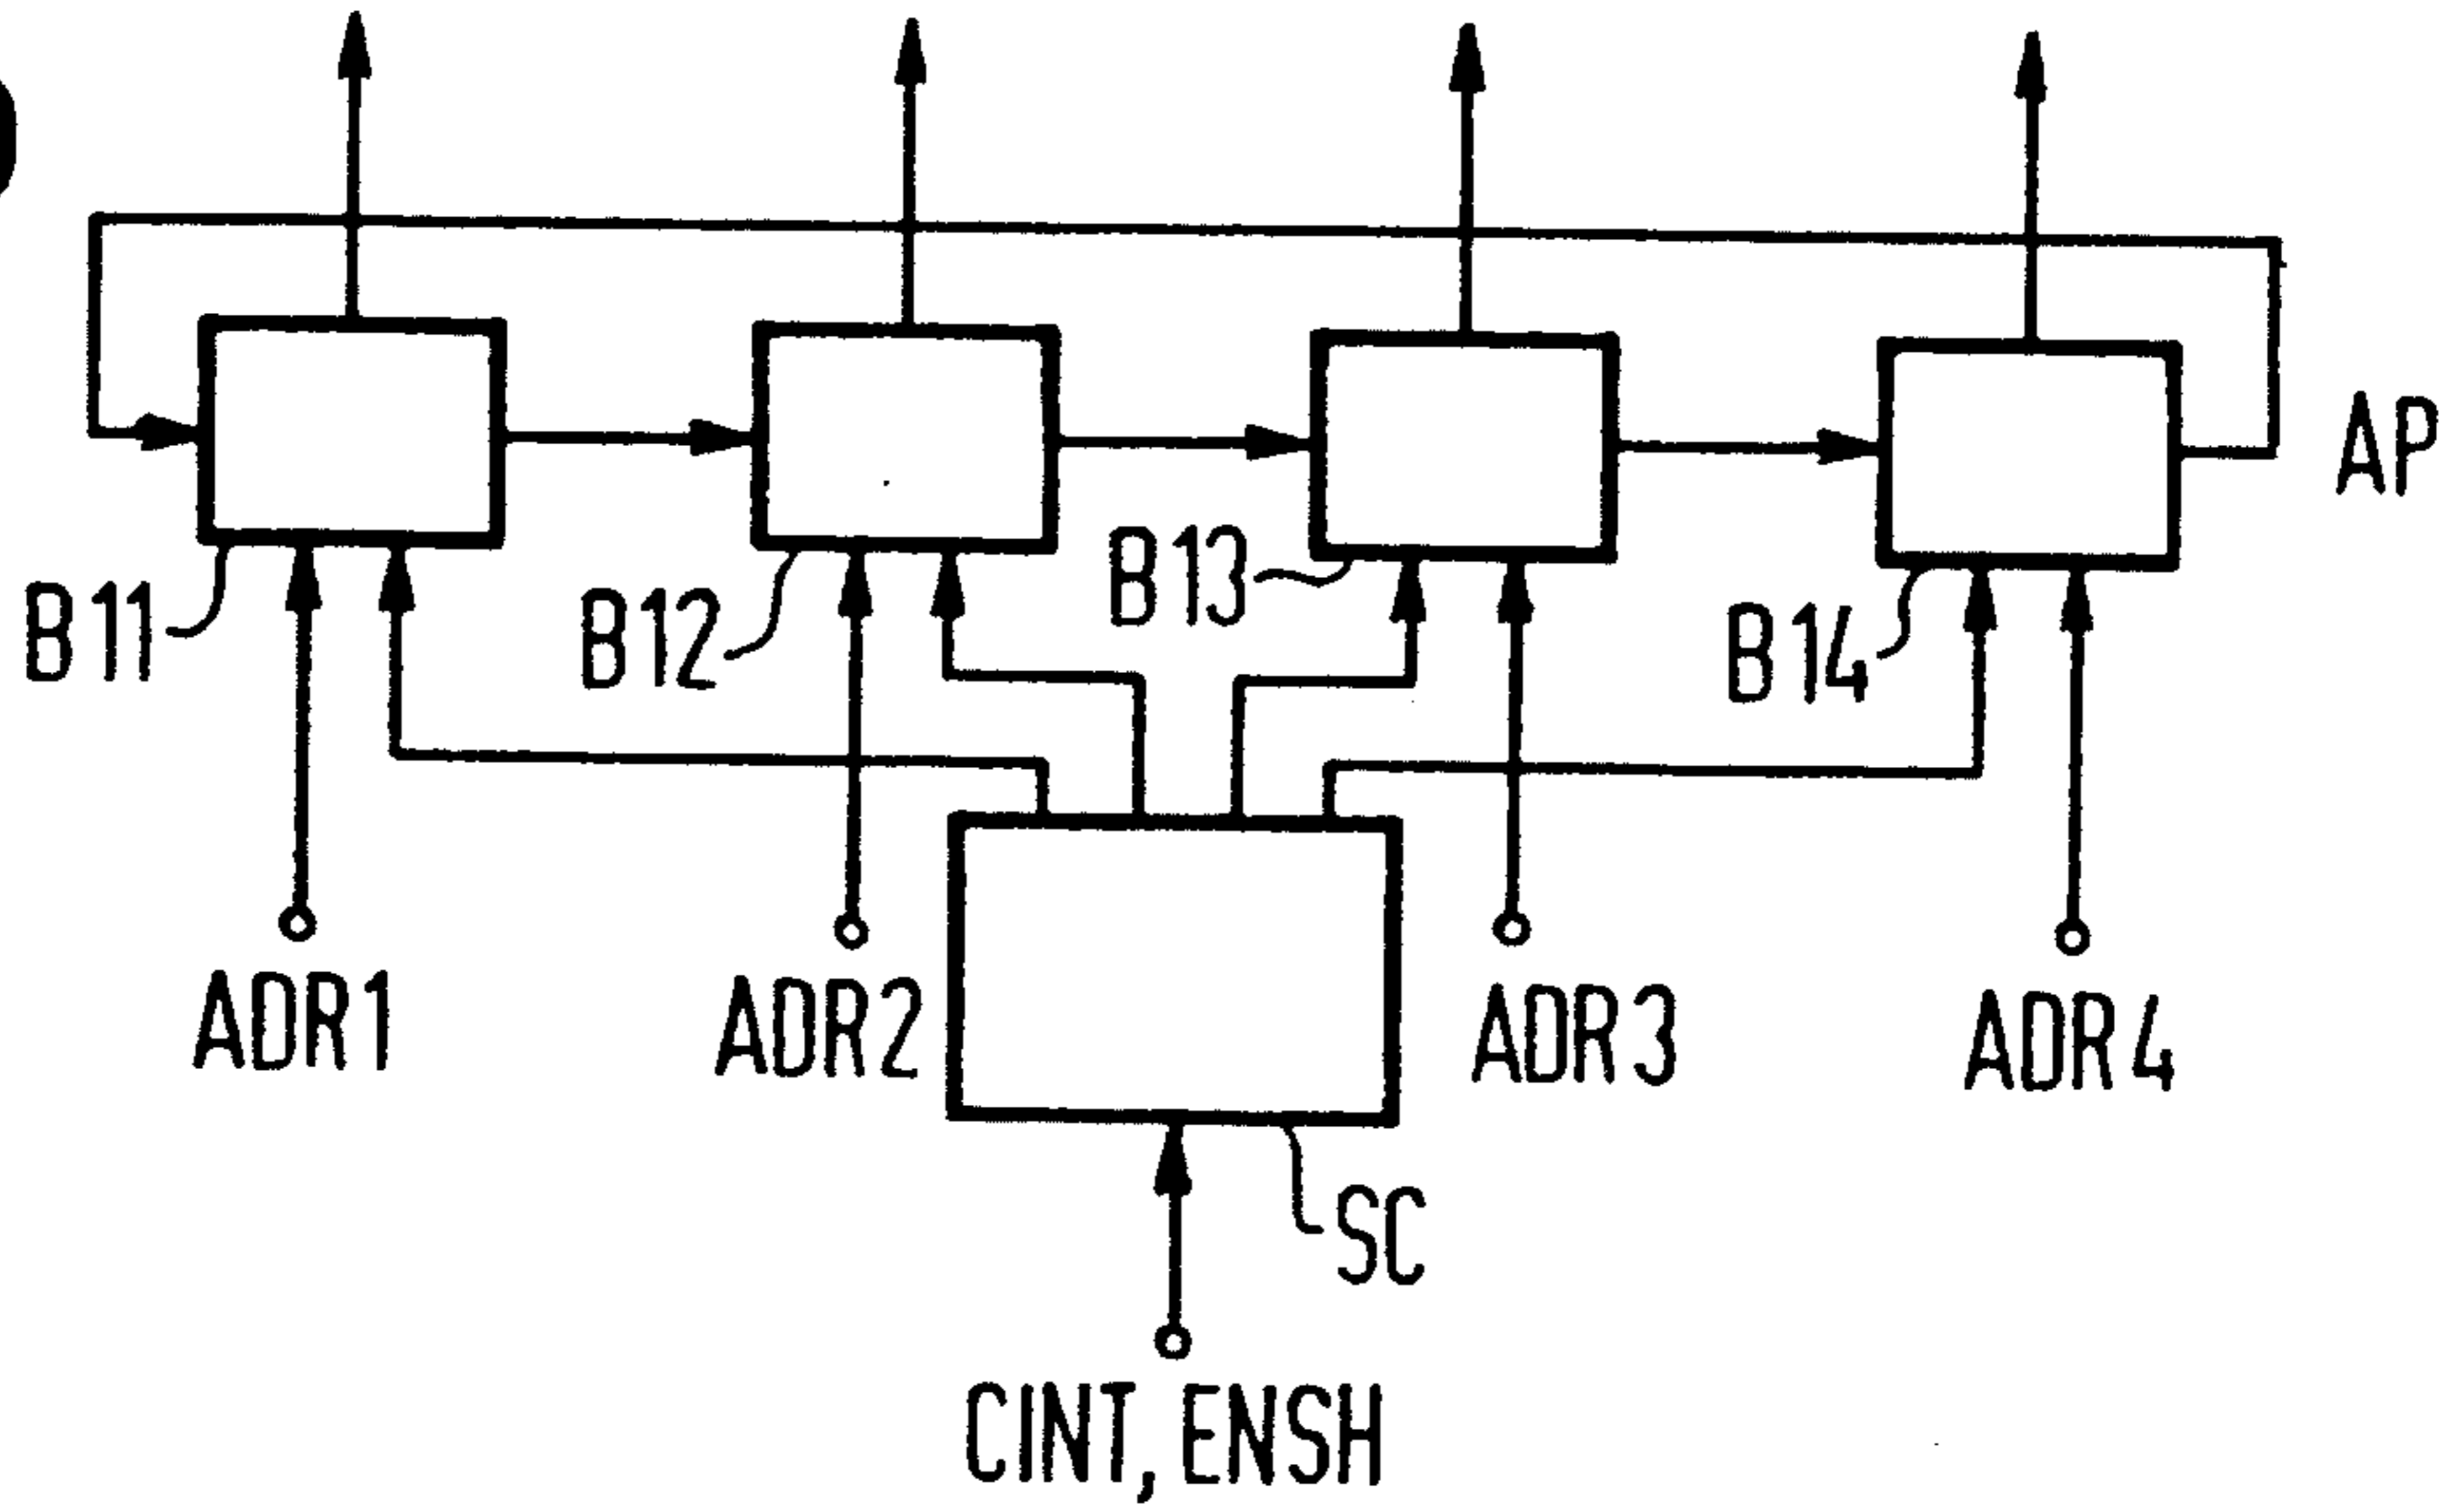 AP
B11
B12
B13
B14
ADR1
ADR2
ADR3
ADR4
SC
CINT, ENSH